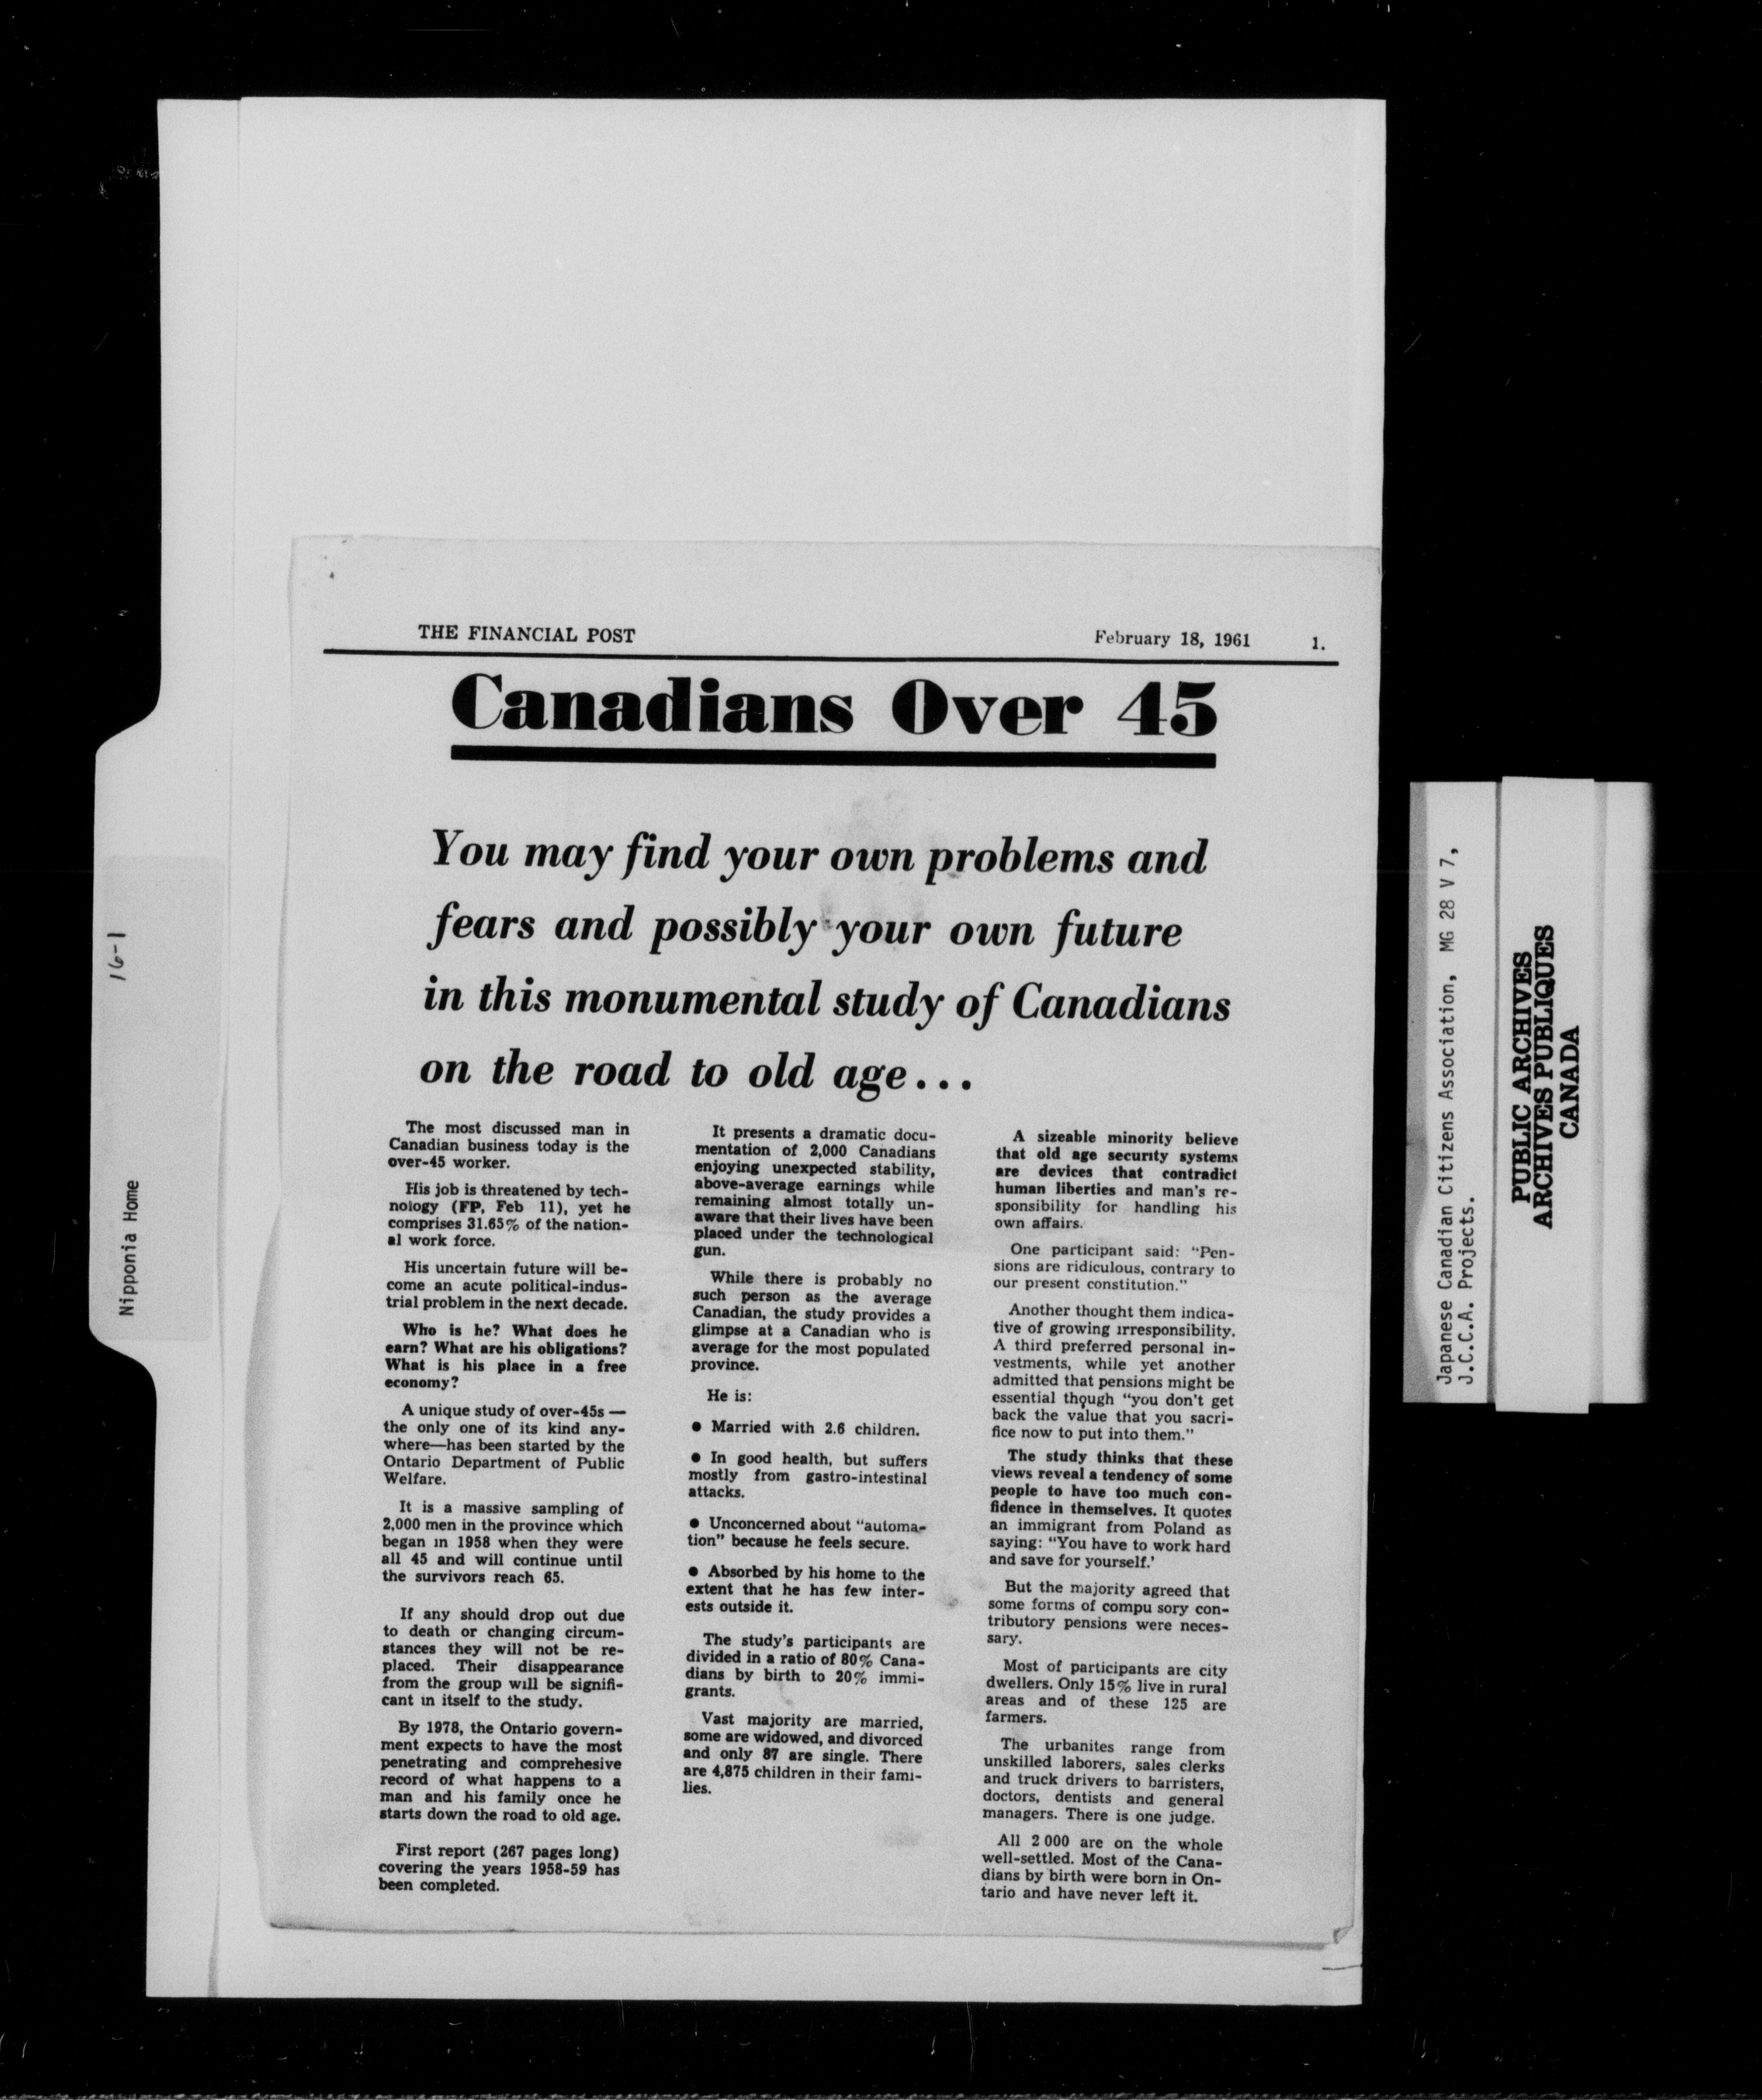 THE FINANCIAL POST
February 18, 1961
1.
Canadians Over 45
You may find your own problems and
fears and possibly your own future
in this monumental study of Canadians
on the road to old age...
The most discussed man in
Canadian business today is the
over-45 worker.
His job is threatened by tech-
nology (FP, Feb 11), yet he
comprises 31.65% of the nation-
al work force.
His uncertain future will be-
come an acute political-indus-
trial problem in the next decade.
Who is he? What does he
earn? What are his obligations?
What is his place in a free
economy?
A unique study of over-45s —
the only one of its kind any-
where—has been started by the
Ontario Department of Public
Welfare.
It is a massive sampling of
2,000 men in the province which
began in 1958 when they were
all 45 and will continue until
the survivors reach 65.
If any should drop out due
to death or changing circum-
stances they will not be re-
placed. Their disappearance
from the group will be signifi-
cant in itself to the study.
By 1978, the Ontario govern-
ment expects to have the most
penetrating and comprehesive
record of what happens to a
man and his family once he
starts down the road to old age.
First report (267 pages long)
covering the years 1958-59 has
been completed.
It presents a dramatic docu-
mentation of 2,000 Canadians
enjoying unexpected stability,
above-average earnings while
remaining almost totally un-
aware that their lives have been
placed under the technological
gun.
While there is probably no
such person as the average
Canadian, the study provides a
glimpse at a Canadian who is
average for the most populated
province.
He is:
● Married with 2.6 children.
● In good health, but suffers
mostly from gastro-intestinal
attacks.
● Unconcerned about "automa-
tion" because he feels secure.
● Absorbed by his home to the
extent that he has few inter-
ests outside it.
The study's participants are
divided in a ratio of 80% Cana-
dians by birth to 20% immi-
grants.
Vast majority are married,
some are widowed, and divorced
and only 87 are single. There
are 4,875 children in their fami-
lies.
A sizeable minority believe
that old age security systems
are devices that contradict
human liberties and man's re-
sponsibility for handling his
own affairs.
One participant said: "Pen-
sions are ridiculous, contrary to
our present constitution."
Another thought them indica-
tive of growing irresponsibility.
A third preferred personal in-
vestments, while yet another
admitted that pensions might be
essential though "you don't get
back the value that you sacri-
fice now to put into them."
The study thinks that these
views reveal a tendency of some
people to have too much con-
fidence in themselves. It quotes
an immigrant from Poland as
saying: "You have to work hard
and save for yourself.'
But the majority agreed that
some forms of compu sory con-
tributory pensions were neces-
sary.
Most of participants are city
dwellers. Only 15% live in rural
areas and of these 125 are
farmers.
The urbanites range from
unskilled laborers, sales clerks
and truck drivers to barristers,
doctors, dentists and general
managers. There is one judge.
All 2 000 are on the whole
well-settled. Most of the Cana-
dians by birth were born in On-
tario and have never left it.
Nipponia Home
16-1
Japanese Canadian Citizens Association, MG 28 V 7,
J.C.C.A. Projects.
PUBLIC ARCHIVES
ARCHIVES PUBLIQUES
CANADA